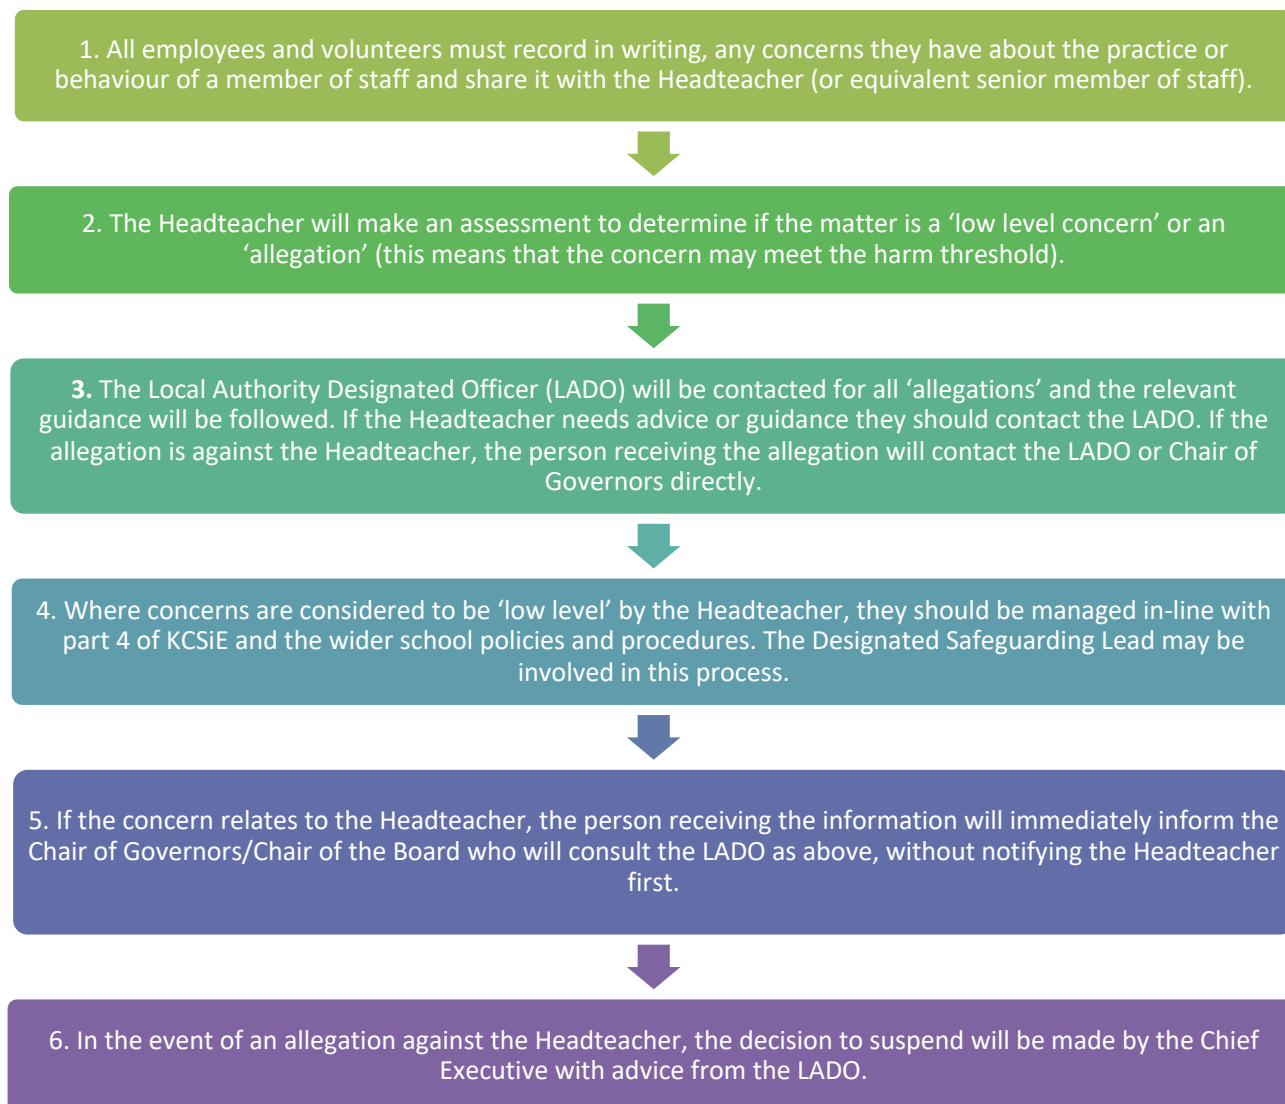 1. All employees and volunteers must record in writing, any concerns they have about the practice or
behaviour of a member of staff and share it with the Headteacher (or equivalent senior member of staff).
2. The Headteacher will make an assessment to determine if the matter is a ‘low level concern’ or an
‘allegation’ (this means that the concern may meet the harm threshold).
3. The Local Authority Designated Officer (LADO) will be contacted for all ‘allegations’ and the relevant
guidance will be followed. If the Headteacher needs advice or guidance they should contact the LADO. If the
allegation is against the Headteacher, the person receiving the allegation will contact the LADO or Chair of
Governors directly.
4. Where concerns are considered to be ‘low level’ by the Headteacher, they should be managed in-line with
part 4 of KCSiE and the wider school policies and procedures. The Designated Safeguarding Lead may be
involved in this process.
5. If the concern relates to the Headteacher, the person receiving the information will immediately inform the
Chair of Governors/Chair of the Board who will consult the LADO as above, without notifying the Headteacher
first.
6. In the event of an allegation against the Headteacher, the decision to suspend will be made by the Chief
Executive with advice from the LADO.